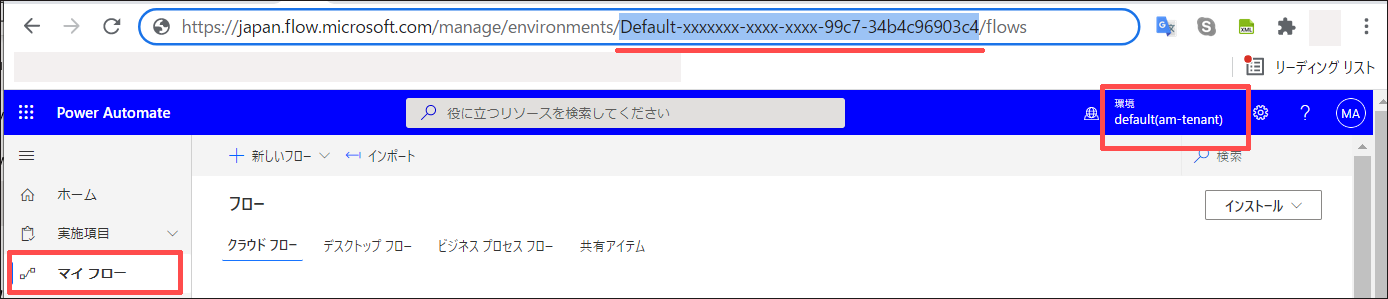 https://japan.flow.microsoft.com/manage/environments/Default-xxxxxxx-xxxx-xxxx-99c7-34b4c96903c4/flows
XML
リーディング リスト
Power Automate
役に立つリソースを検索してください
環境
default(am-tenant)
?
MA
新しいフロー
インポート
検索
ホーム
フロー
インストール
実施項目
クラウド フロー
デスクトップ フロー
ビジネス プロセス フロー
共有アイテム
マイ フロー